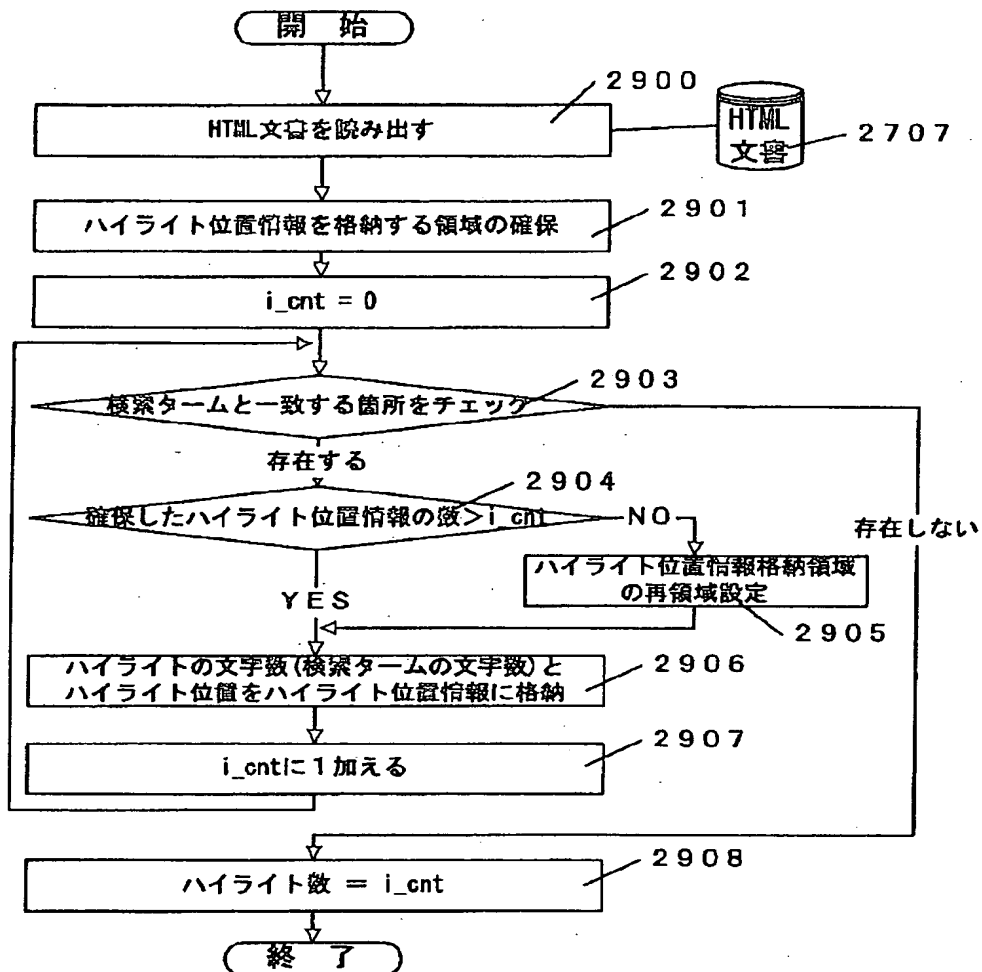 開 始
2900
HTML文書を読み出す
HTML
文書
2707
2901
ハイライト位置情報を格納する領域の確保
2902
i_cnt = 0
2903
検索タームと一致する箇所をチェック
存在する
2904
確保したハイライト位置情報の数>i_cnt
NO
存在しない
ハイライト位置情報格納領域
の再領域設定
YES
2905
ハイライトの文字数(検索タームの文字数)と
ハイライト位置をハイライト位置情報に格納
2906
2907
i_cntに1加える
2908
ハイライト数 = i_cnt
終 了